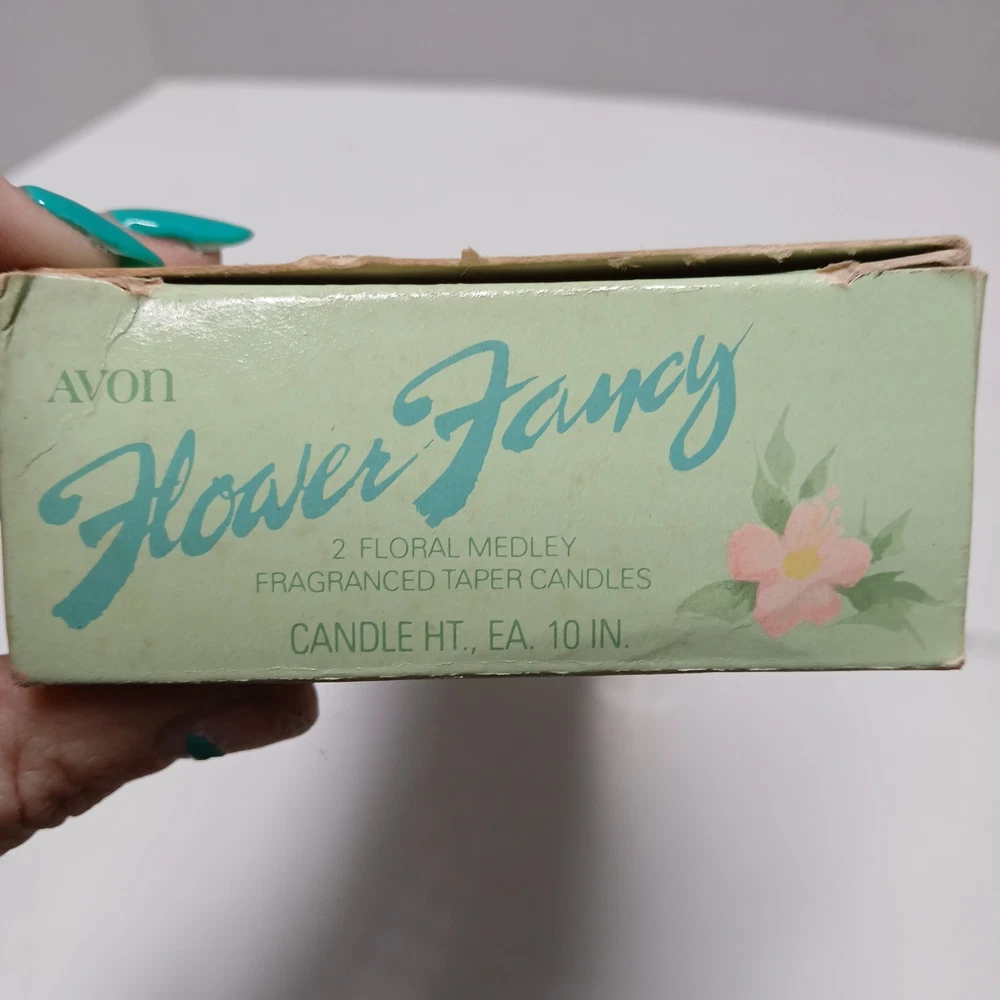 AVON
Flower Fancy
2 FLORAL MEDLEY
FRAGRANCED TAPER CANDLES
CANDLE HT., EA. 10 IN.